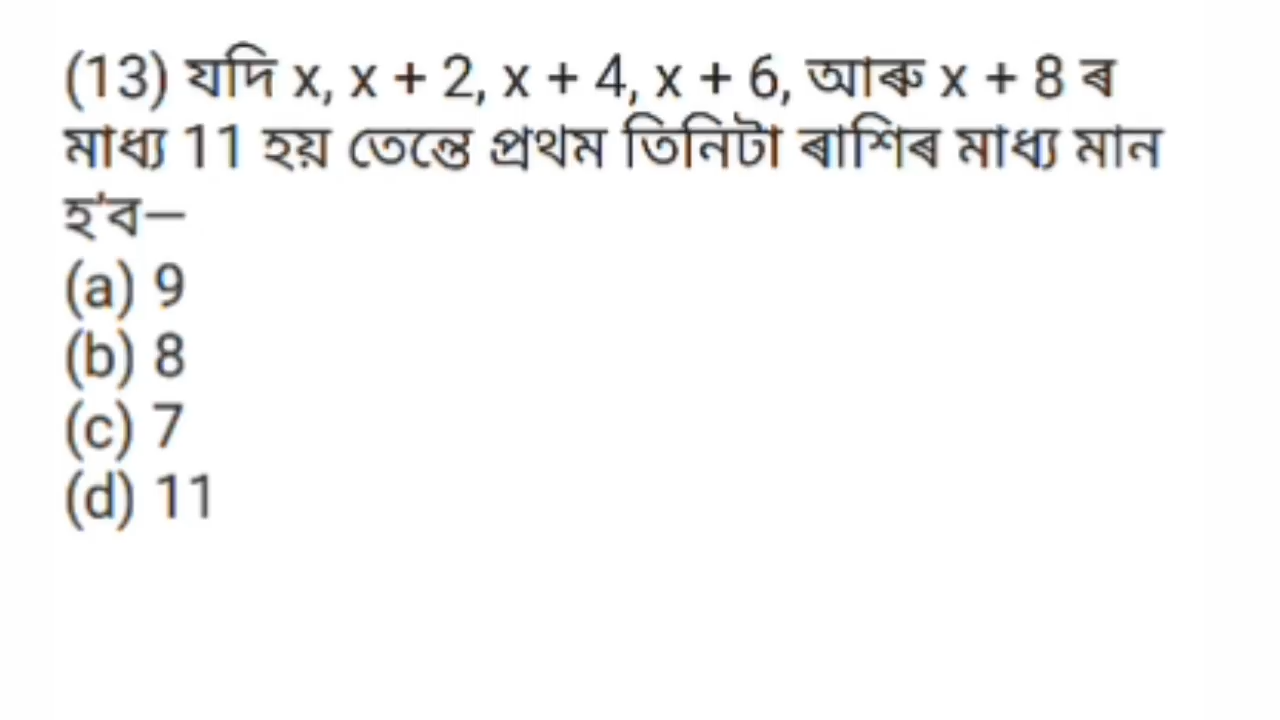 (13) যদি x, x + 2, x + 4, x + 6, আৰু x + 8 ৰ
মাধ্য 11 হয় তেন্তে প্ৰথম তিনিটা ৰাশিৰ মাধ্য মান
হ'ব—
(a) 9
(b) 8
(c) 7
(d) 11